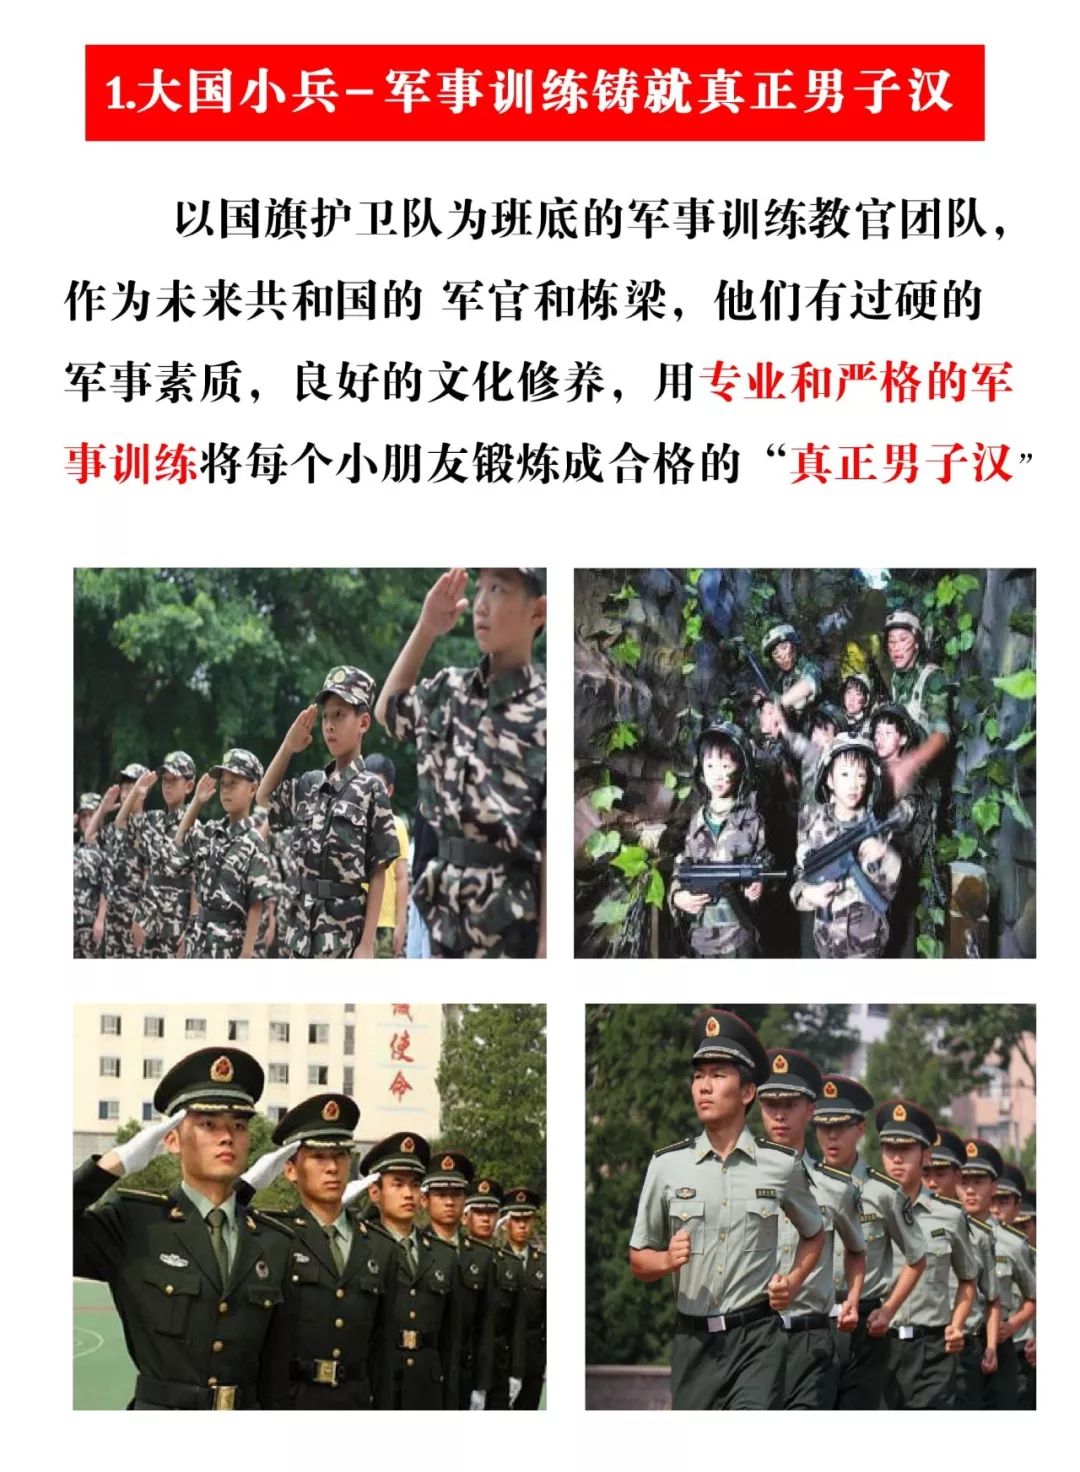 1.大国小兵-军事训练铸就真正男子汉
以国旗护卫队为班底的军事训练教官团队，
作为未来共和国的 军官和栋梁，他们有过硬的
军事素质，良好的文化修养，用专业和严格的军
事训练将每个小朋友锻炼成合格的“真正男子汉”
使命